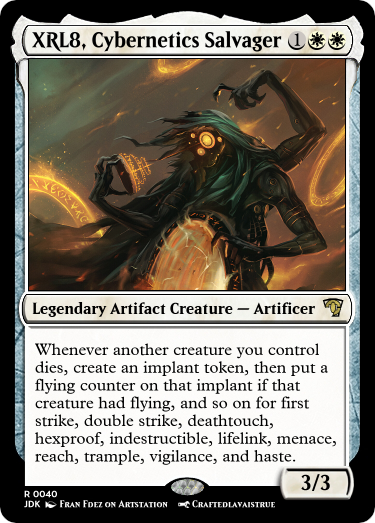 XRL8, Cybernetics Salvager 1
Legendary Artifact Creature — Artificer
Whenever another creature you control
dies, create an implant token, then put a
flying counter on that implant if that
creature had flying, and so on for first
strike, double strike, deathtouch,
hexproof, indestructible, lifelink, menace,
reach, trample, vigilance, and haste.
3/3
R 0040
JDK Fran Fdez on Artstation Craftedlavaistrue